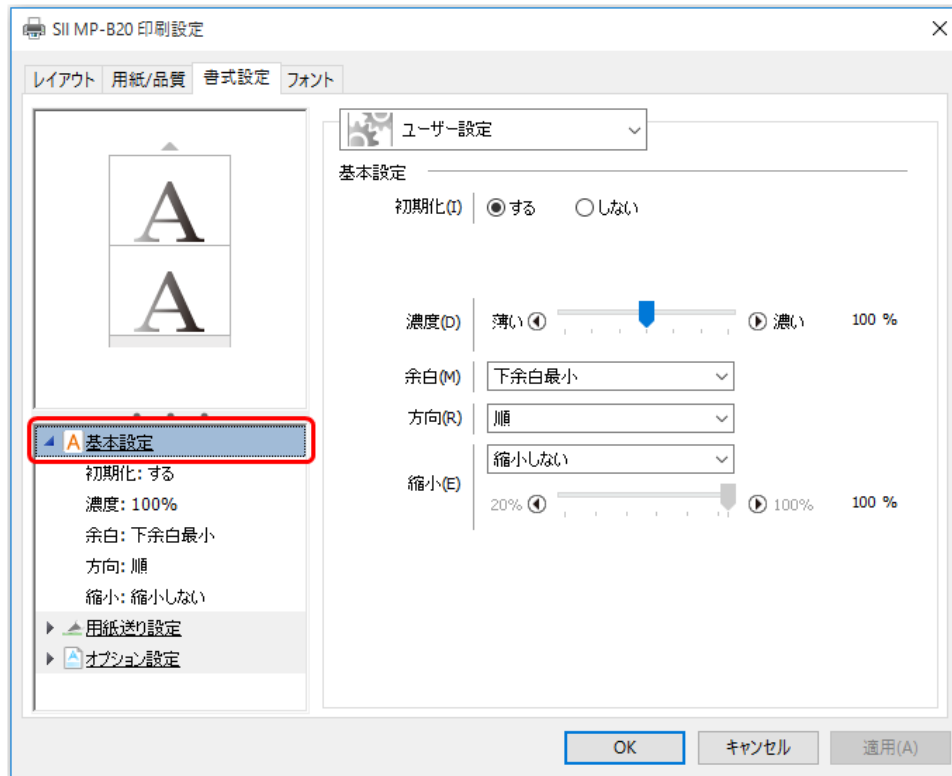 SII MP-B20 印刷設定
レイアウト 用紙/品質 書式設定 フォント
A
A
A 基本設定
初期化: する
濃度: 100%
余白: 下余白最小
方向: 順
縮小: 縮小しない
用紙送り設定
A オプション設定
ユーザー設定
基本設定
初期化(I) する しない
濃度(D) 薄い 濃い 100 %
余白(M) 下余白最小
方向(R) 順
縮小(E) 縮小しない
20% 100% 100 %
OK キャンセル 適用(A)